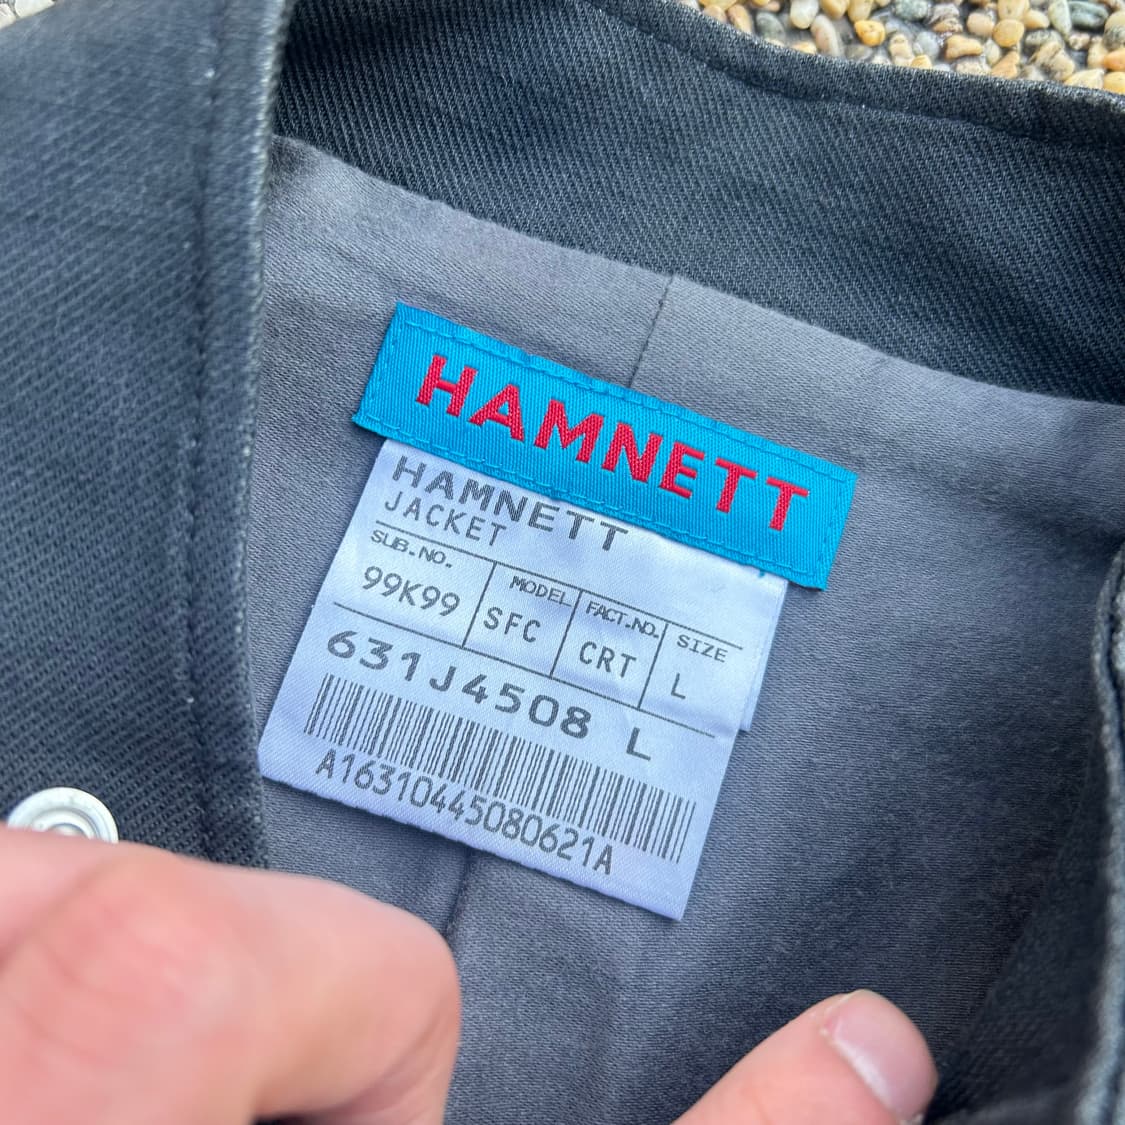 HAMNETT
HAMNETT
JACKET
SUB.NO. MODEL FACT.NO. SIZE
99K99 SFC CRT L
631J4508 L
A16310445080621A